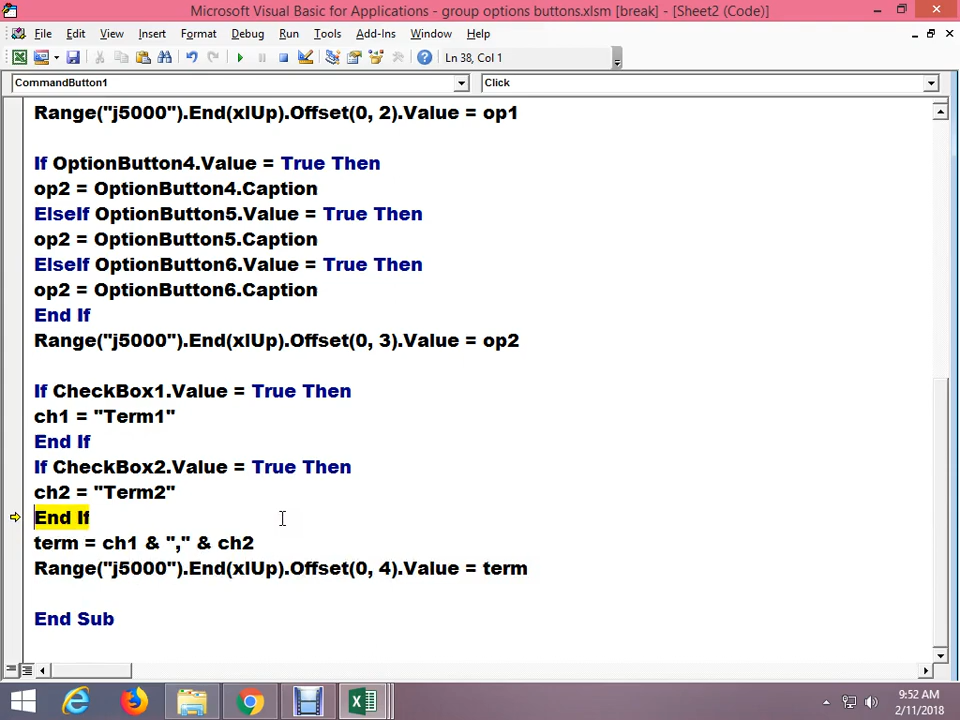 Microsoft Visual Basic for Applications - group options buttons.xlsm [break] - [Sheet2 (Code)]
File Edit View Insert Format Debug Run Tools Add-Ins Window Help
Ln 38, Col 1
CommandButton1 Click
Range("j5000").End(xlUp).Offset(0, 2).Value = op1
If OptionButton4.Value = True Then
op2 = OptionButton4.Caption
ElseIf OptionButton5.Value = True Then
op2 = OptionButton5.Caption
ElseIf OptionButton6.Value = True Then
op2 = OptionButton6.Caption
End If
Range("j5000").End(xlUp).Offset(0, 3).Value = op2
If CheckBox1.Value = True Then
ch1 = "Term1"
End If
If CheckBox2.Value = True Then
ch2 = "Term2"
End If
term = ch1 & "," & ch2
Range("j5000").End(xlUp).Offset(0, 4).Value = term
End Sub
9:52 AM
2/11/2018